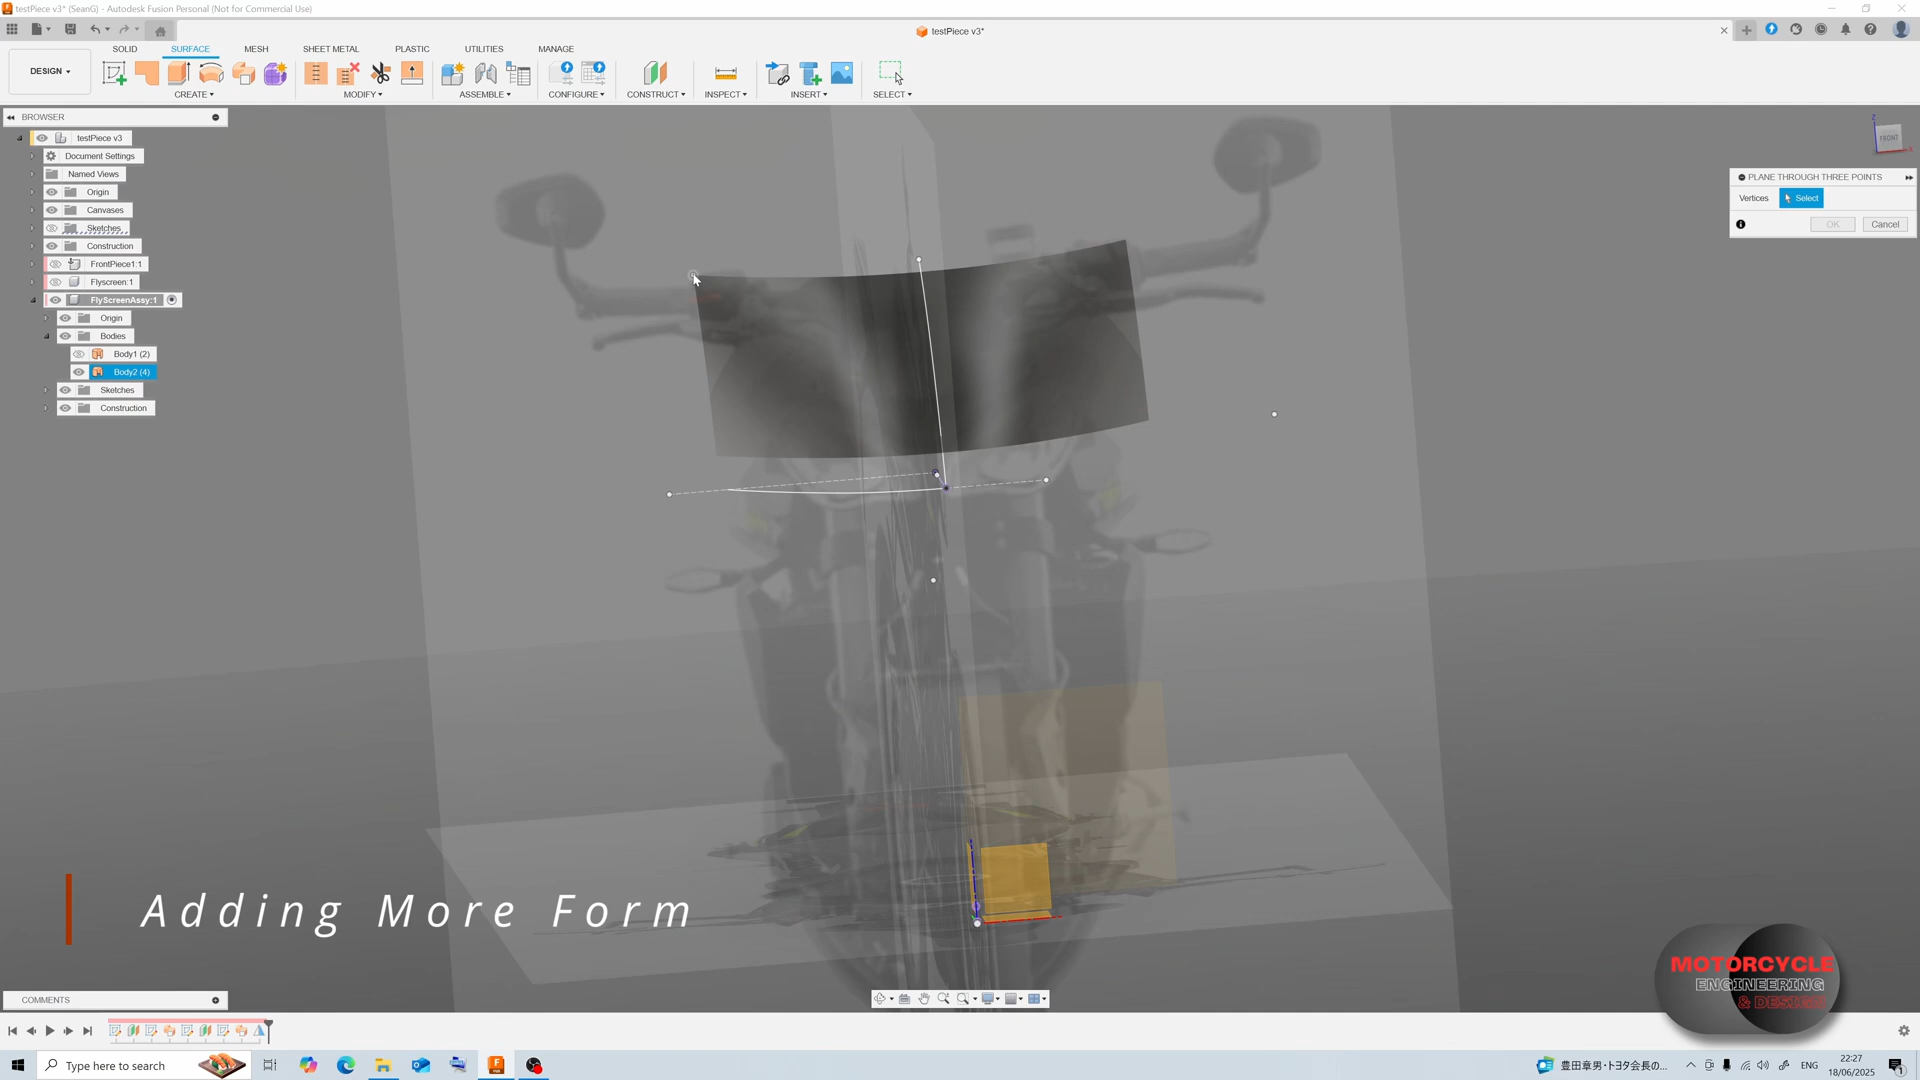 testPiece v3* (SeanG) - Autodesk Fusion Personal (Not for Commercial Use)
testPiece v3*
SOLID SURFACE MESH SHEET METAL PLASTIC UTILITIES MANAGE
DESIGN
CREATE MODIFY ASSEMBLE CONFIGURE CONSTRUCT INSPECT INSERT SELECT
BROWSER
testPiece v3
Document Settings
Named Views
Origin
Canvases
Sketches
Construction
FrontPiece1:1
Flyscreen:1
FlyScreenAssy:1
Origin
Bodies
Body1 (2)
Body2 (4)
Sketches
Construction
Z
FRONT
X
PLANE THROUGH THREE POINTS
Vertices Select
OK Cancel
Adding More Form
MOTORCYCLE
ENGINEERING
& DESIGN
COMMENTS
Type here to search
豊田章男・トヨタ会長の...
ENG
22:27
18/06/2025